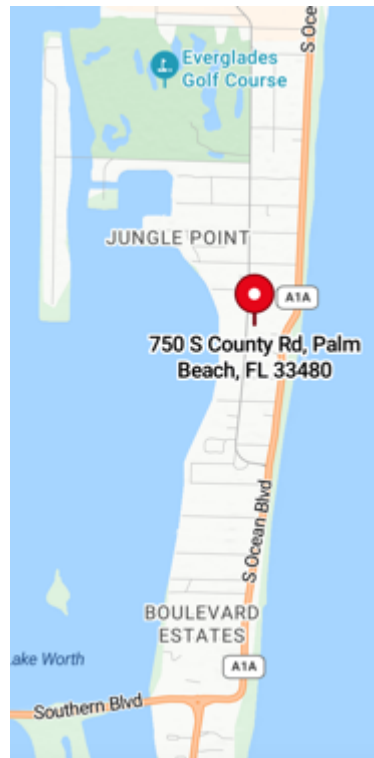 S Oce
Everglades
Golf Course
JUNGLE POINT
A1A
750 S County Rd, Palm
Beach, FL 33480
S Ocean Blvd
BOULEVARD
ESTATES
ake Worth
A1A
Southern Blvd